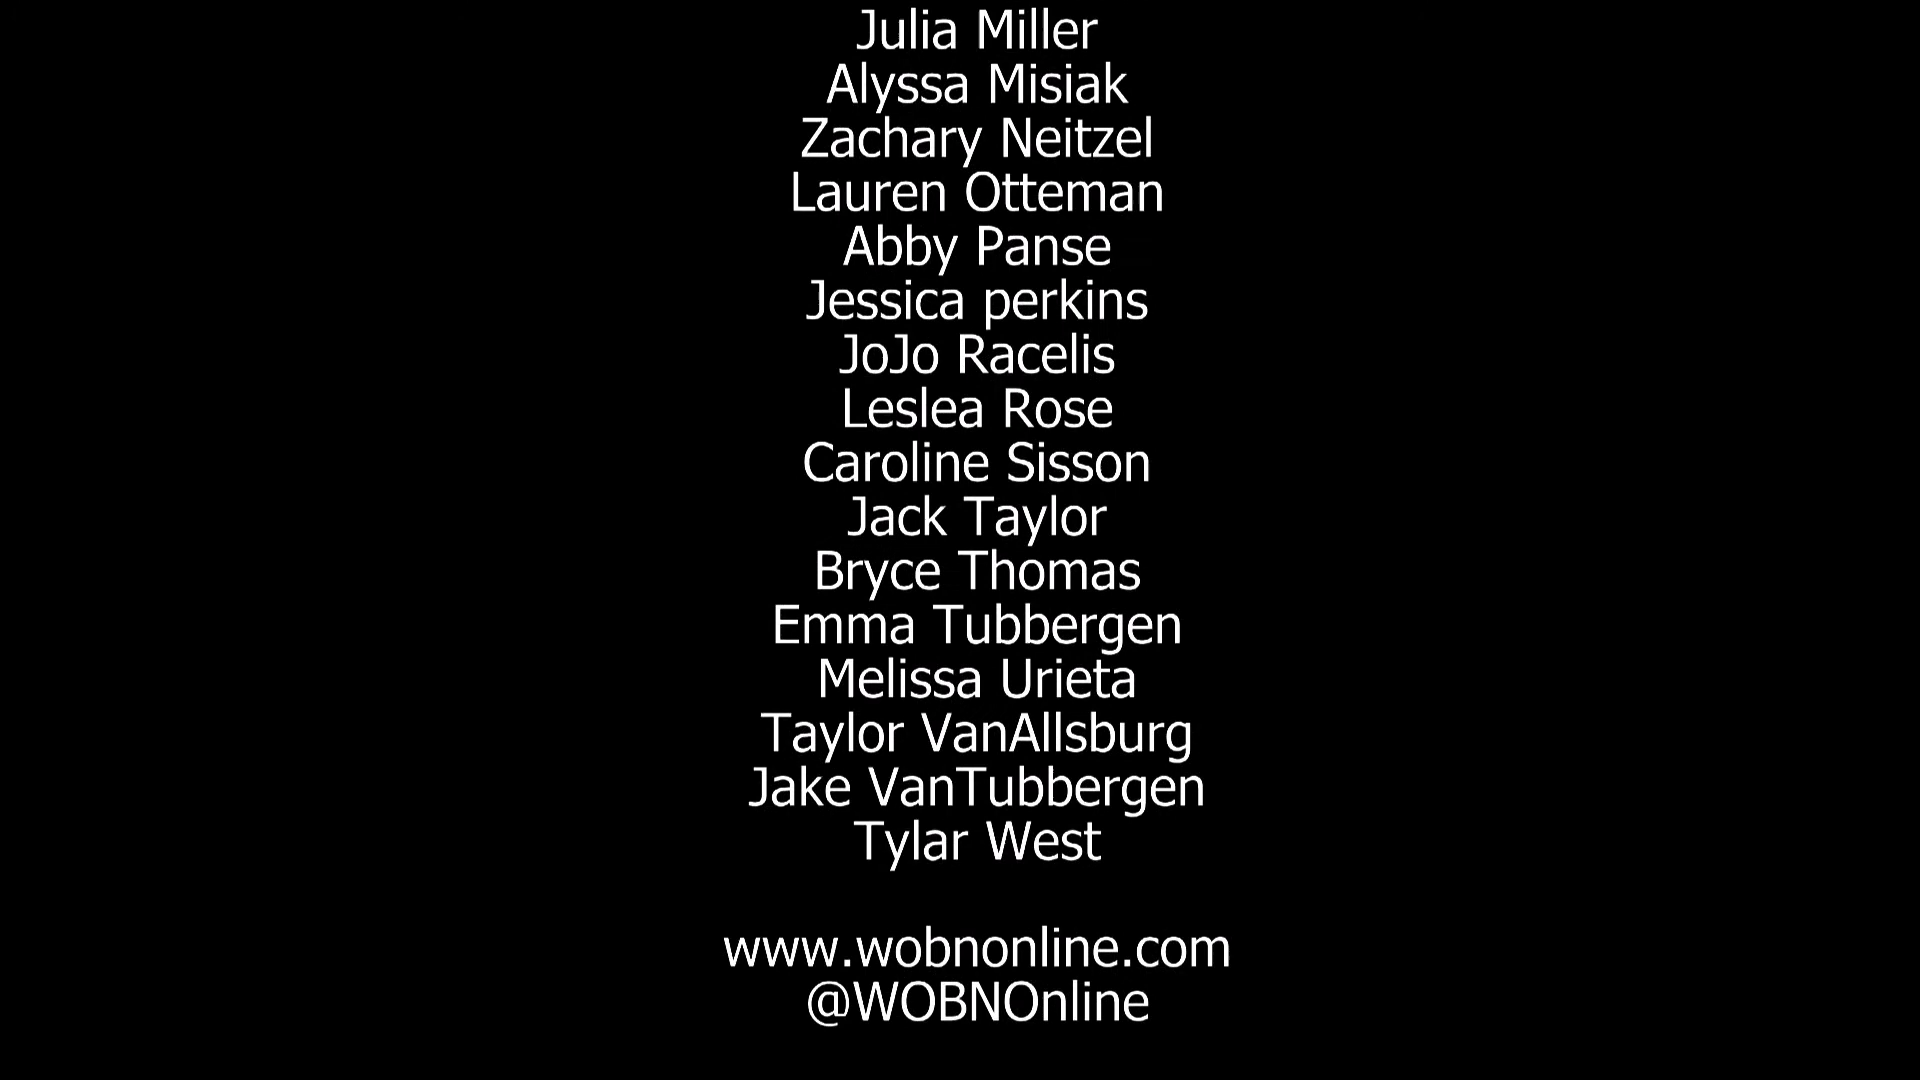 Julia Miller
Alyssa Misiak
Zachary Neitzel
Lauren Otteman
Abby Panse
Jessica perkins
JoJo Racelis
Leslea Rose
Caroline Sisson
Jack Taylor
Bryce Thomas
Emma Tubbergen
Melissa Urieta
Taylor VanAllsburg
Jake VanTubbergen
Tylar West
www.wobnonline.com
@WOBNOnline